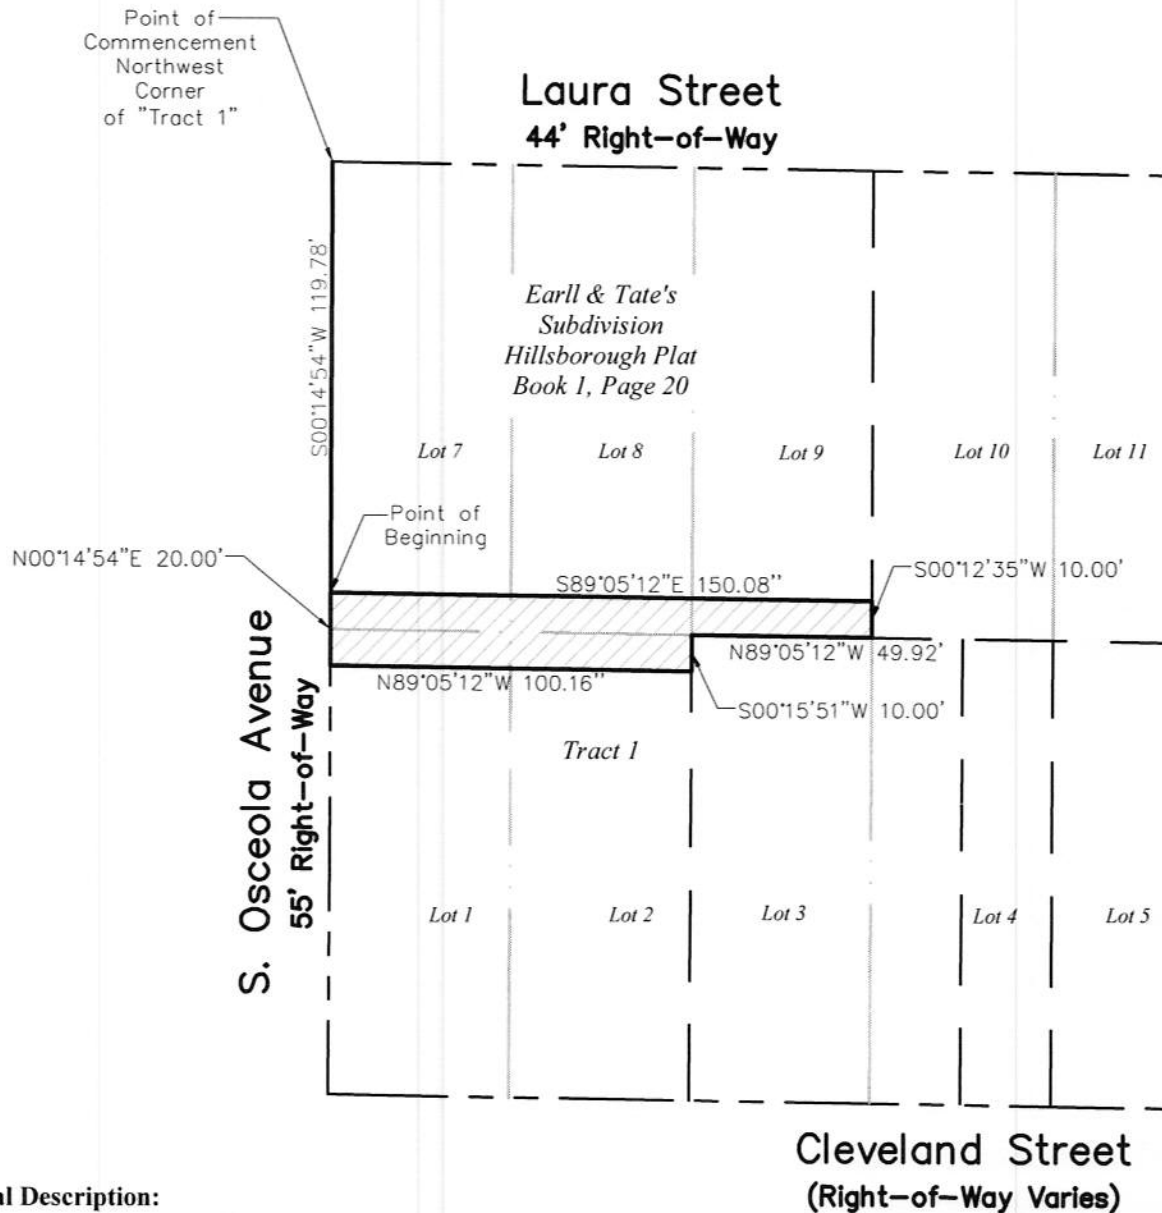 Point of
Commencement
Northwest
Corner
of "Tract 1"
Laura Street
44' Right-of-Way
S00°14'54"W 119.78'
Earll & Tate's
Subdivision
Hillsborough Plat
Book 1, Page 20
Lot 7
Lot 8
Lot 9
Lot 10
Lot 11
Point of
Beginning
N00°14'54"E 20.00'
S89°05'12"E 150.08"
S00°12'35"W 10.00'
N89°05'12"W 49.92'
N89°05'12"W 100.16"
S00°15'51"W 10.00'
S. Osceola Avenue
55' Right-of-Way
Tract 1
Lot 1
Lot 2
Lot 3
Lot 4
Lot 5
Cleveland Street
(Right-of-Way Varies)
al Description: